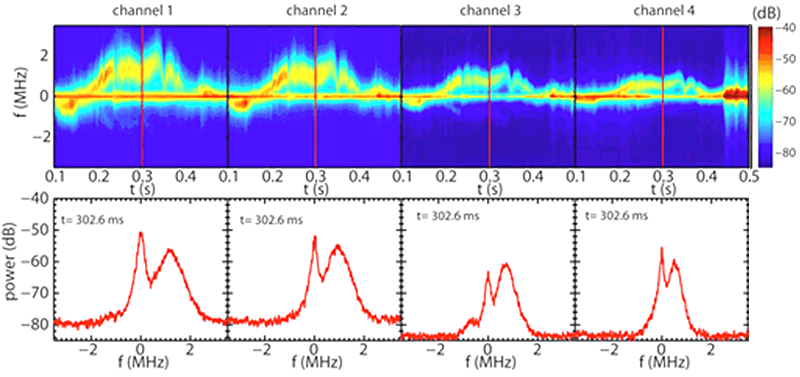 channel 1 channel 2 channel 3 channel 4 (dB)
f (MHz)
2
0
−2
−40
−50
−60
−70
−80
0.1 0.2 0.3 0.4 0.1 0.2 0.3 0.4 0.1 0.2 0.3 0.4 0.1 0.2 0.3 0.4 0.5
t (s) t (s) t (s) t (s)
power (dB)
−40
−50
−60
−70
−80
t= 302.6 ms t= 302.6 ms t= 302.6 ms t= 302.6 ms
−2 0 2 −2 0 2 −2 0 2 −2 0 2
f (MHz) f (MHz) f (MHz) f (MHz)